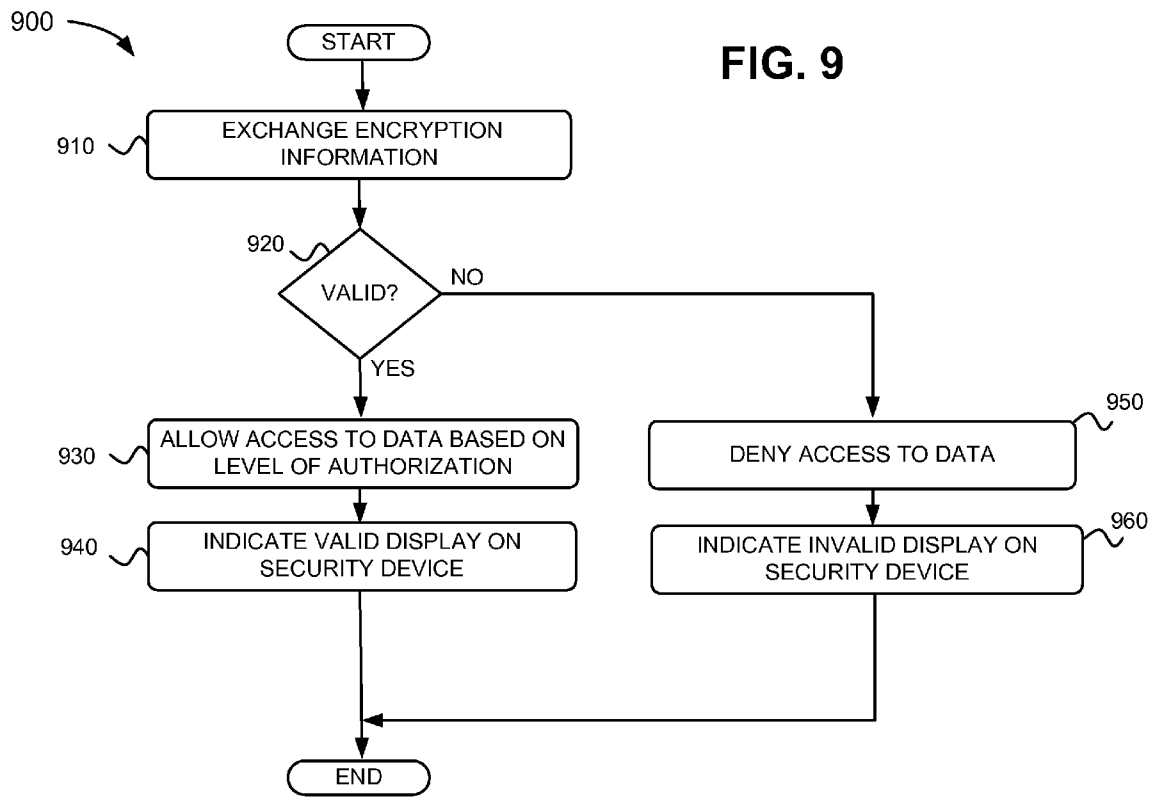 900
START
FIG. 9
910
EXCHANGE ENCRYPTION
INFORMATION
920
VALID?
NO
YES
930
ALLOW ACCESS TO DATA BASED ON
LEVEL OF AUTHORIZATION
950
DENY ACCESS TO DATA
940
INDICATE VALID DISPLAY ON
SECURITY DEVICE
960
INDICATE INVALID DISPLAY ON
SECURITY DEVICE
END